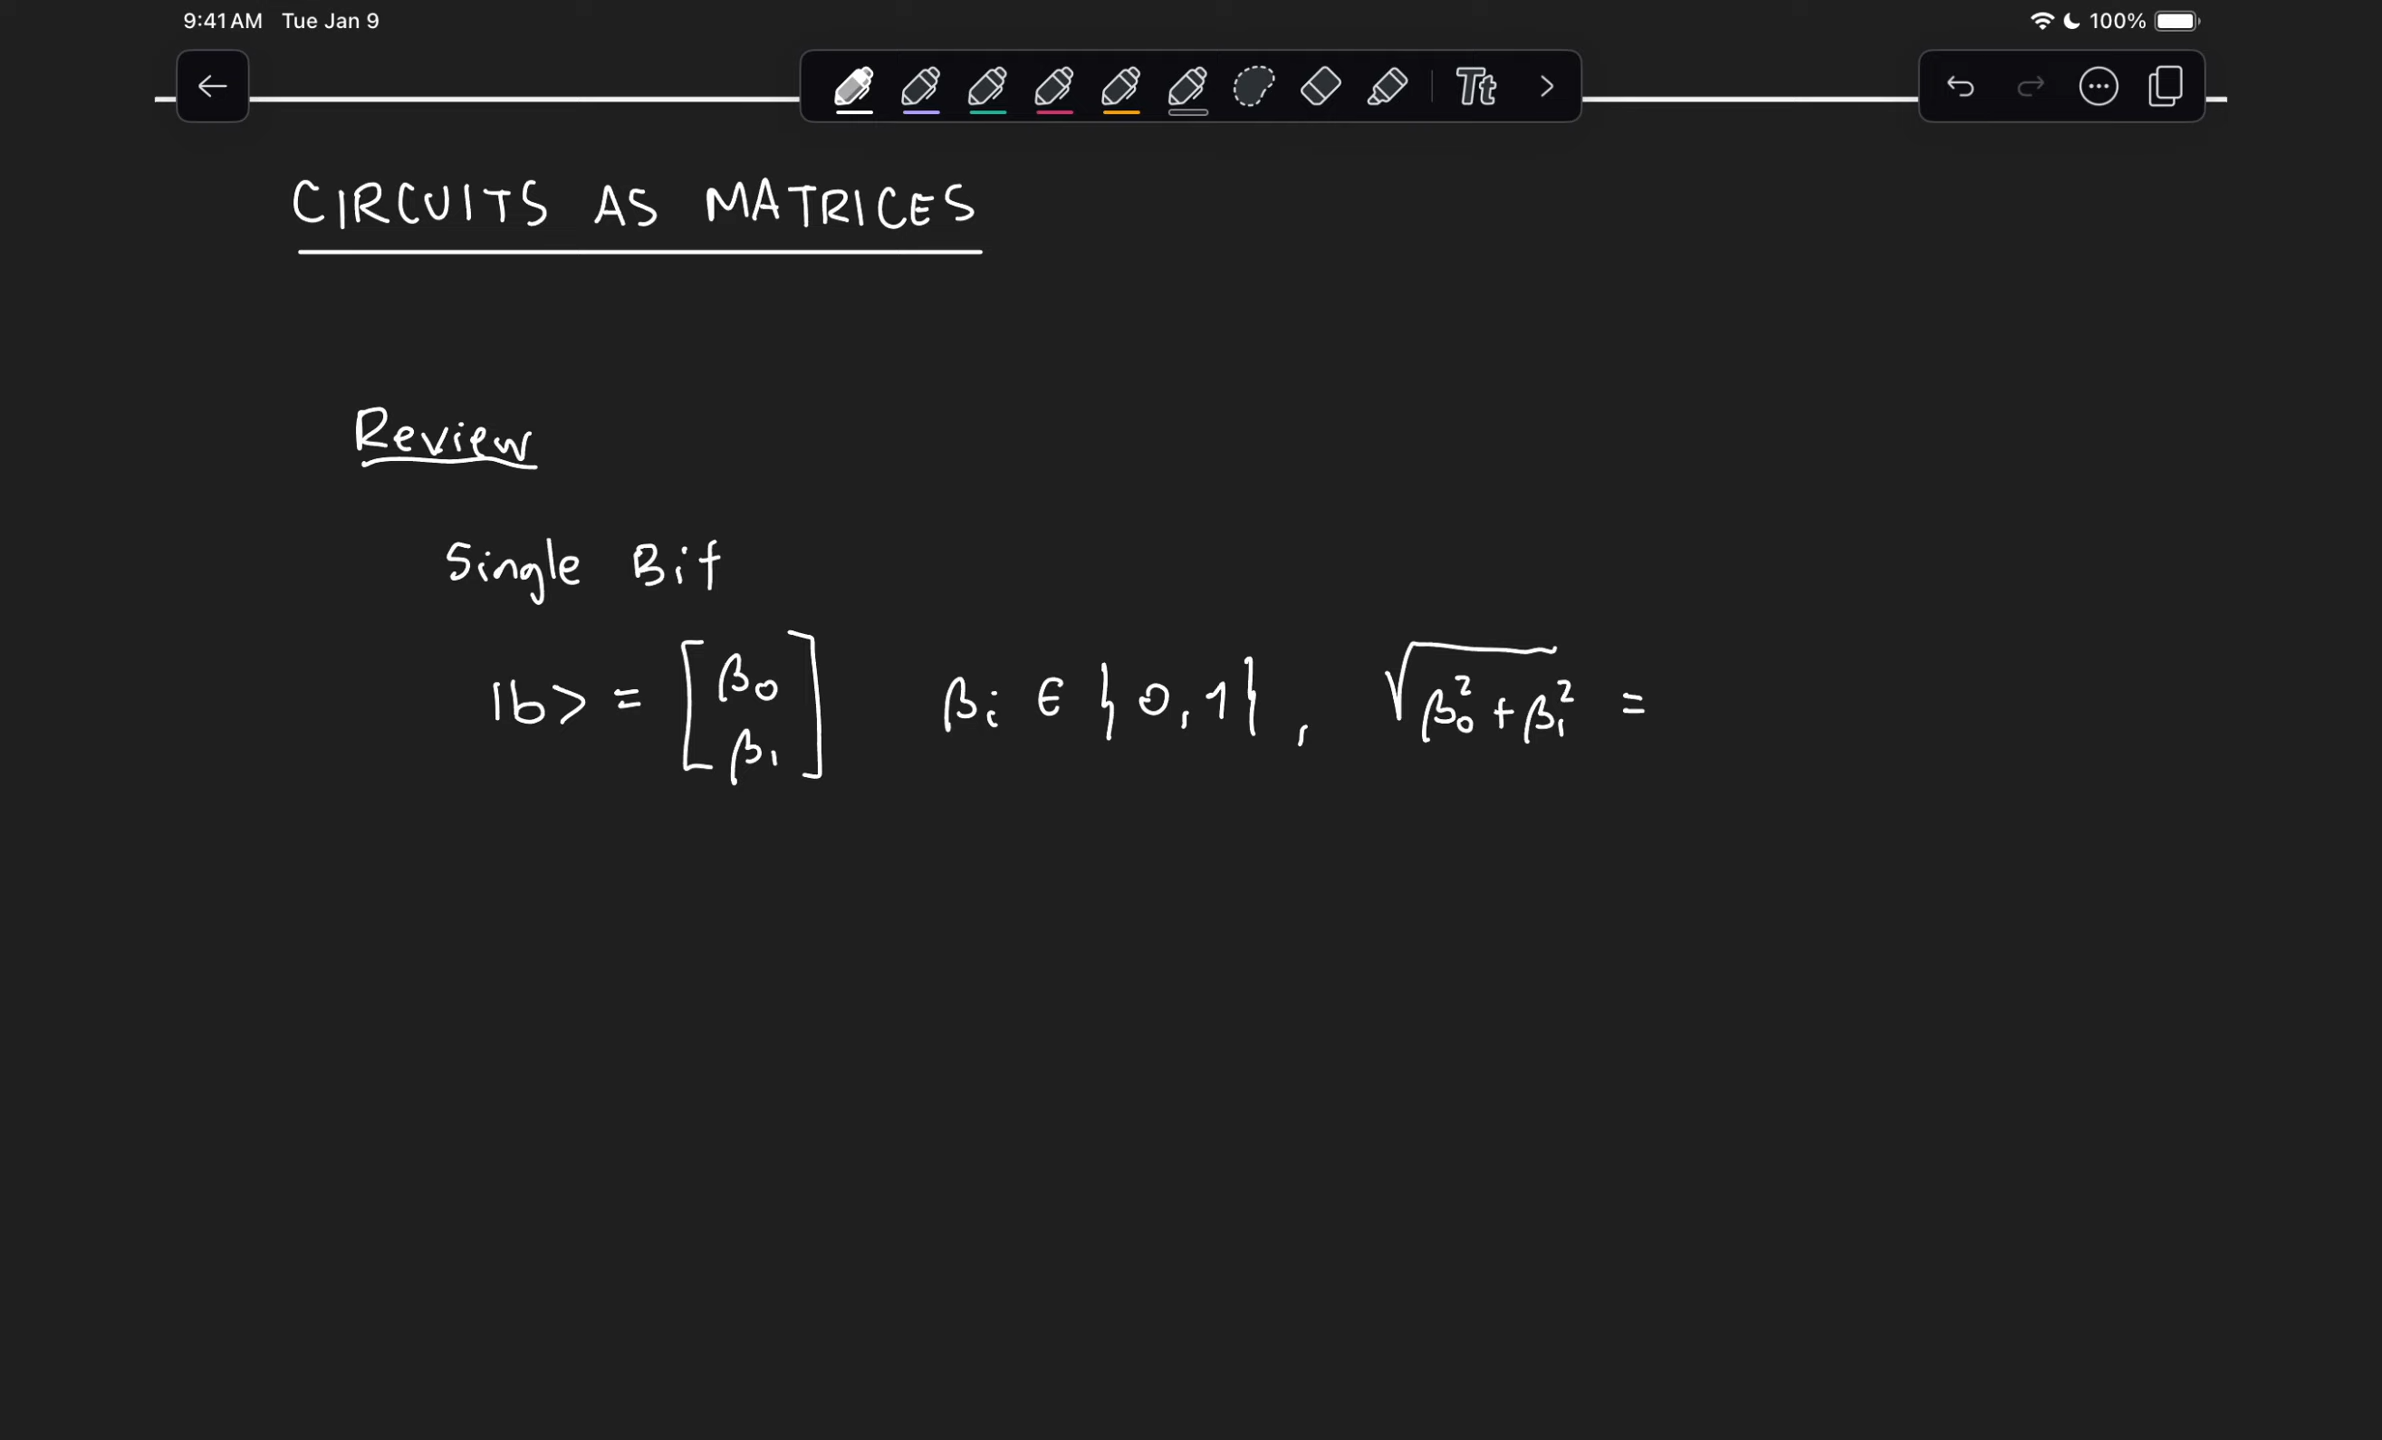 9:41 AM Tue Jan 9 100%
Tt
CIRCUITS AS MATRICES
Review
Single Bit
|b> = [β₀ β₁] βi ∈ {0,1}, √β₀²+β₁² =